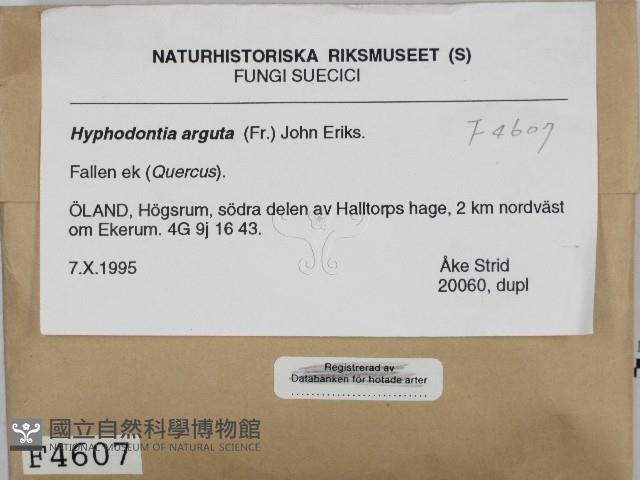 NATURHISTORISKA RIKSMUSEET (S)
FUNGI SUECICI
Hyphodontia arguta (Fr.) John Eriks.
F4607
Fallen ek (Quercus).
ÖLAND, Högsrum, södra delen av Halltorps hage, 2 km nordväst
om Ekerum. 4G 9j 16 43.
7.X.1995
Åke Strid
20060, dupl
Registrerad av
Databanken för hotade arter
國立自然科學博物館
NATIONAL MUSEUM OF NATURAL SCIENCE
F4607